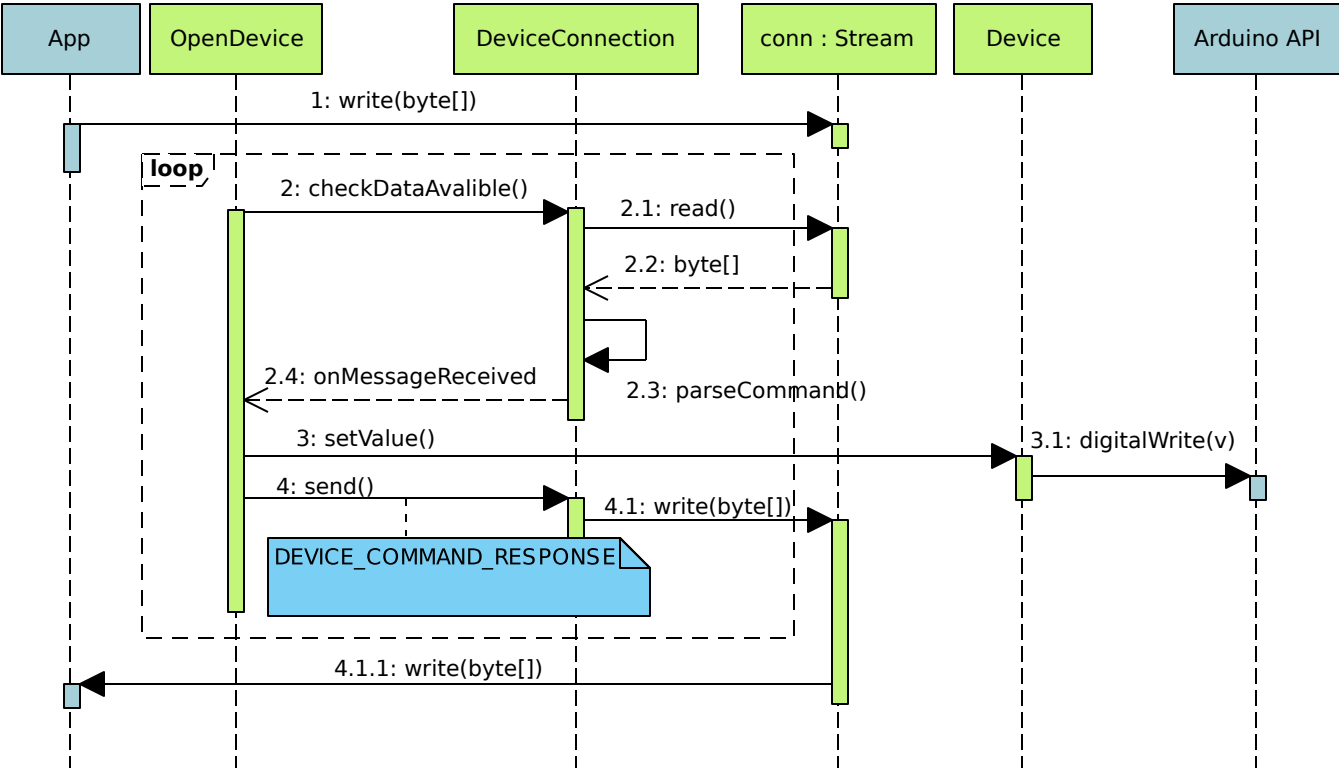 App
OpenDevice
DeviceConnection
conn : Stream
Device
Arduino API
1: write(byte[])
loop
2: checkDataAvalible()
2.1: read()
2.2: byte[]
2.4: onMessageReceived
2.3: parseCommand()
3: setValue()
3.1: digitalWrite(v)
4: send()
4.1: write(byte[])
DEVICE_COMMAND_RESPONSE
4.1.1: write(byte[])